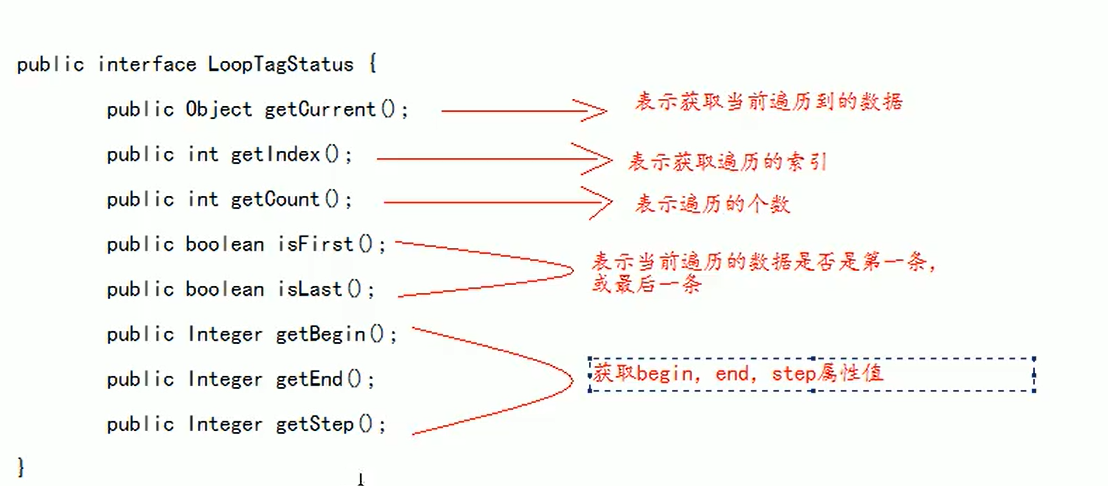 public interface LoopTagStatus {
public Object getCurrent();
表示获取当前遍历到的数据
public int getIndex();
表示获取遍历的索引
public int getCount();
表示遍历的个数
public boolean isFirst();
表示当前遍历的数据是否是第一条，
或最后一条
public boolean isLast();
public Integer getBegin();
获取begin，end，step属性值
public Integer getEnd();
public Integer getStep();
}